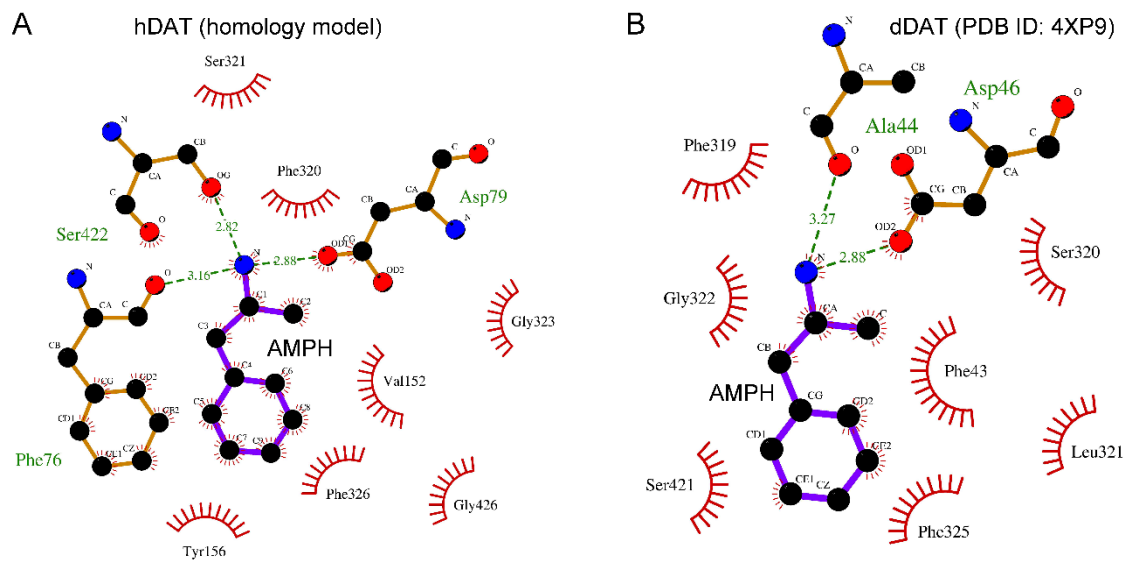 A
hDAT (homology model)
Ser321
N
CB
CA
OG
C
O
Ser422
Phe320
C
O
CA
CB
N
Asp79
OD1
CG
OD2
2.82
2.88
3.16
N
O
N
CA
C
CB
CG
CD2
CD1
CE2
CE1
CZ
Phe76
C1
C2
C3
AMPH
C4
C6
C5
C8
C7
C9
Gly323
Val152
Phe326
Gly426
Tyr156
B
dDAT (PDB ID: 4XP9)
N
CA
CB
C
Ala44
O
Asp46
O
N
C
CA
OD1
CG
CB
OD2
Phe319
3.27
2.88
Ser320
N
Gly322
CA
C
CB
AMPH
CG
CD2
CD1
CE2
CE1
CZ
Phe43
Leu321
Ser421
Phe325